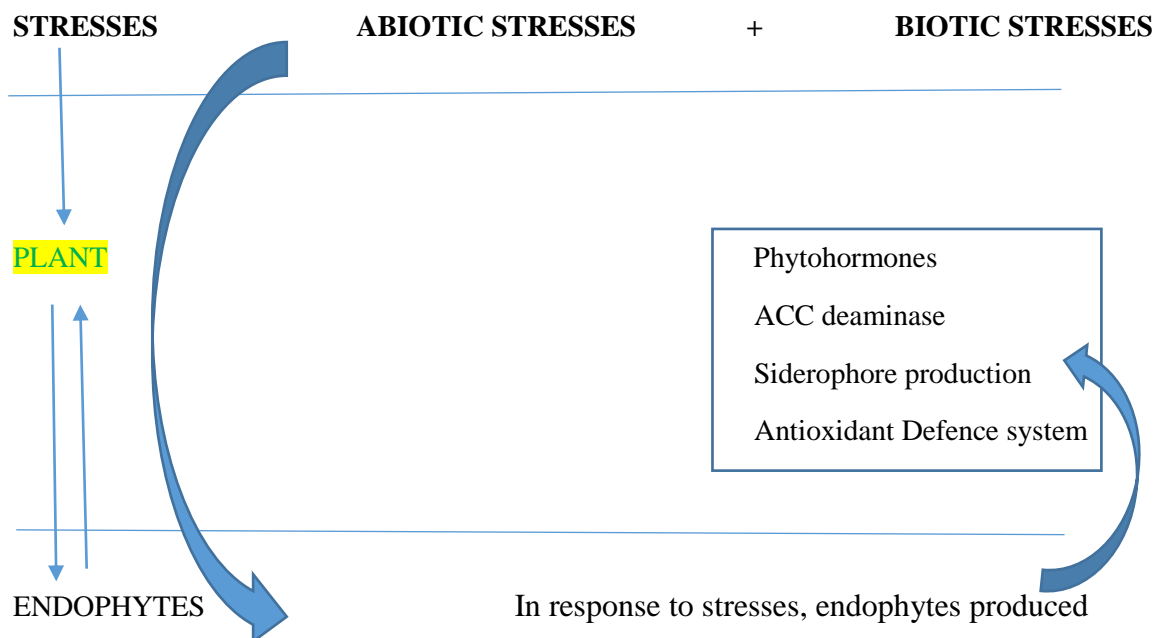 STRESSES ABIOTIC STRESSES + BIOTIC STRESSES
PLANT
Phytohormones
ACC deaminase
Siderophore production
Antioxidant Defence system
ENDOPHYTES In response to stresses, endophytes produced